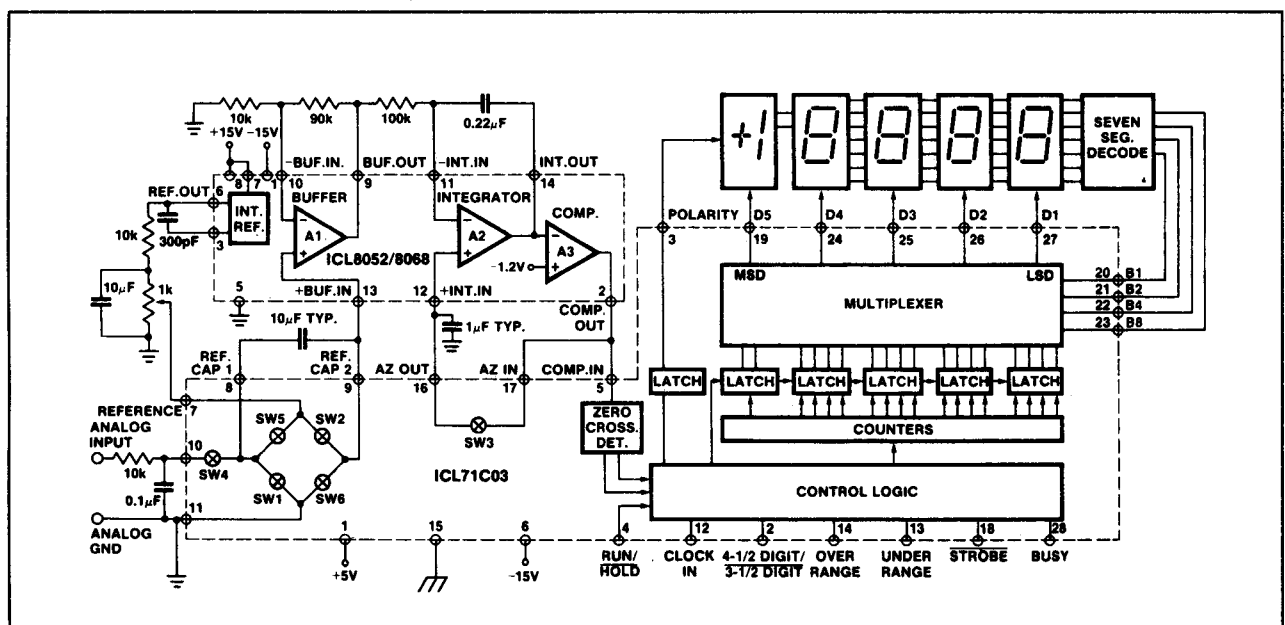 10k
90k
100k
0.22µF
+15V -15V
8 7 1 10 9 11 14
-BUF.IN. BUF.OUT -INT.IN INT.OUT
REF.OUT 6
INT. REF.
3
300pF
10k
1k
10µF
BUFFER
A1
INTEGRATOR
A2
COMP.
A3
-1.2V
ICL8052/8068
5
+BUF.IN 13
12 +INT.IN
2
COMP. OUT
10µF TYP.
1µF TYP.
REF. CAP 1
8
REF. CAP 2
9
AZ OUT
16
AZ IN
17
COMP.IN
5
REFERENCE 7
ANALOG INPUT
10
10k
0.1µF
ANALOG GND
11
SW4
SW5
SW2
SW1
SW6
SW3
ZERO CROSS. DET.
ICL71C03
1
+5V
15
6
-15V
+1 8 8 8 8
SEVEN SEG. DECODE
POLARITY
3
D5
19
D4
24
D3
25
D2
26
D1
27
MSD
LSD
MULTIPLEXER
20 B1
21 B2
22 B4
23 B8
LATCH LATCH LATCH LATCH LATCH LATCH
COUNTERS
CONTROL LOGIC
4 12 2 14 13 18 28
RUN/ CLOCK 4-1/2 DIGIT/ OVER UNDER STROBE BUSY
HOLD IN 3-1/2 DIGIT RANGE RANGE